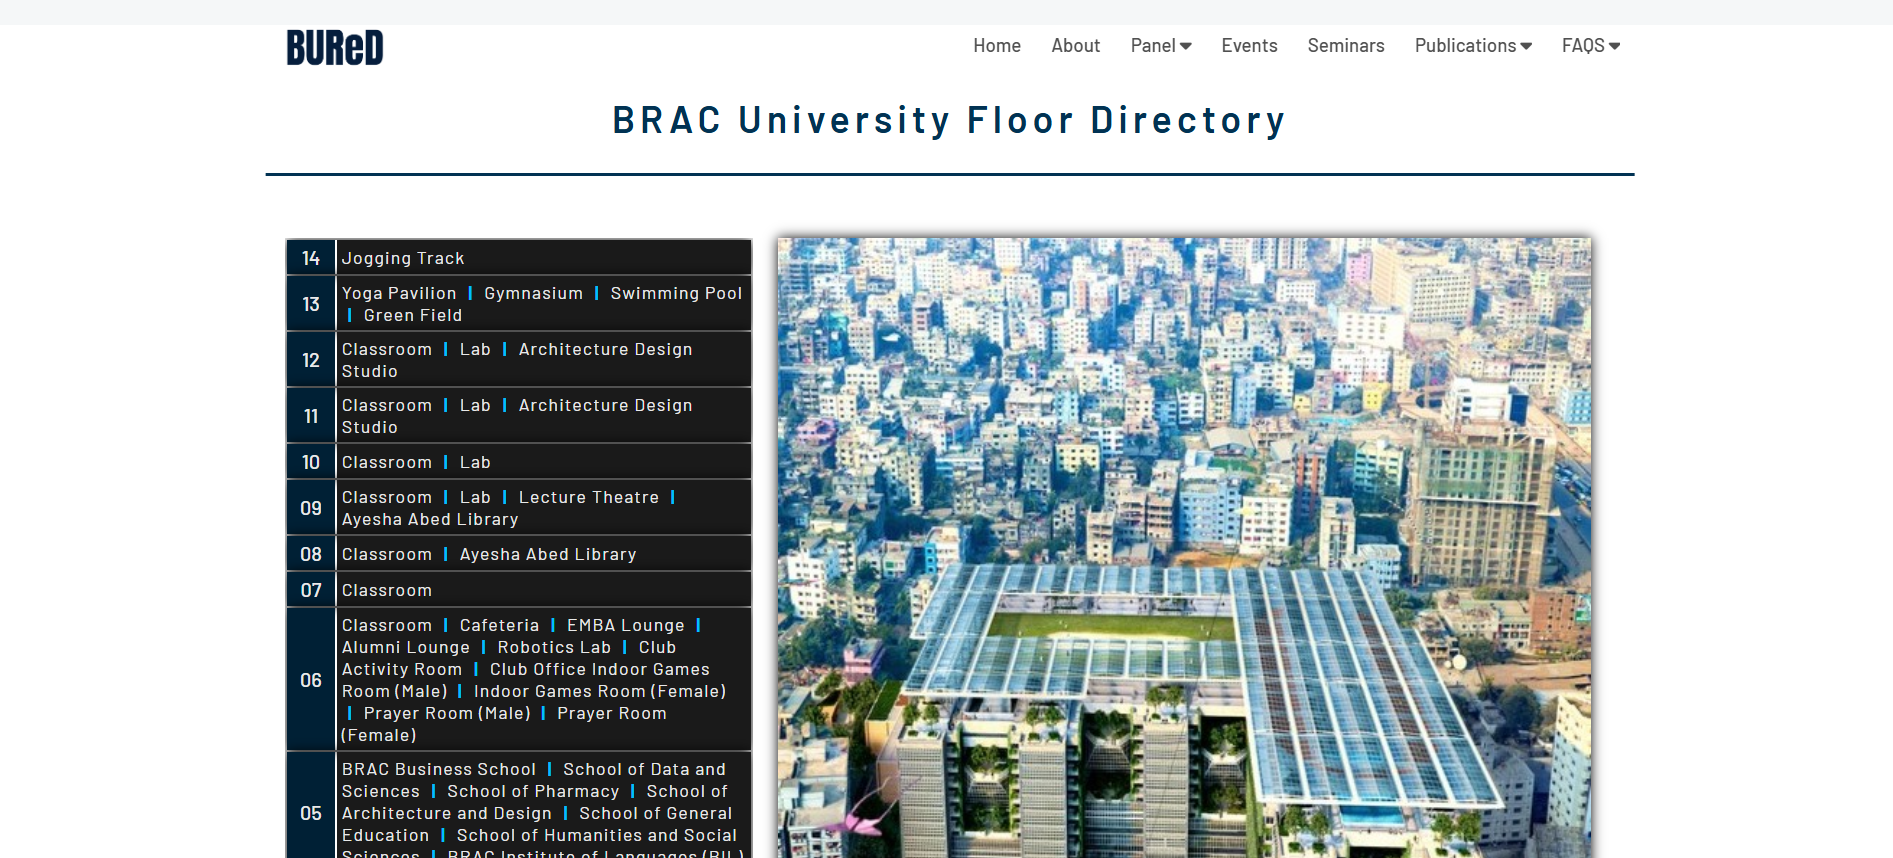 BUReD
Home About Panel Events Seminars Publications FAQS
BRAC University Floor Directory
14 Jogging Track
13 Yoga Pavilion | Gymnasium | Swimming Pool
| Green Field
12 Classroom | Lab | Architecture Design
Studio
11 Classroom | Lab | Architecture Design
Studio
10 Classroom | Lab
09 Classroom | Lab | Lecture Theatre |
Ayesha Abed Library
08 Classroom | Ayesha Abed Library
07 Classroom
06 Classroom | Cafeteria | EMBA Lounge |
Alumni Lounge | Robotics Lab | Club
Activity Room | Club Office Indoor Games
Room (Male) | Indoor Games Room (Female)
| Prayer Room (Male) | Prayer Room
(Female)
05 BRAC Business School | School of Data and
Sciences | School of Pharmacy | School of
Architecture and Design | School of General
Education | School of Humanities and Social
Sciences | BRAC Institute of Languages (BIL)